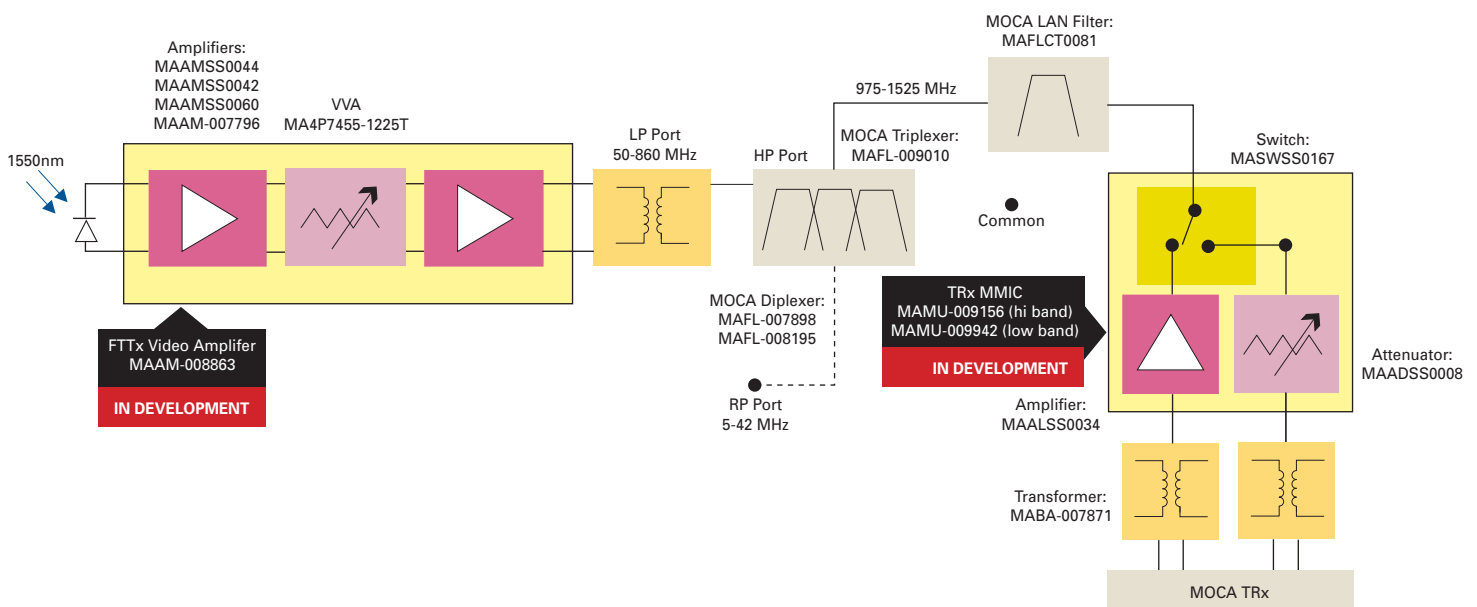 Amplifiers:
MAAMSS0044
MAAMSS0042
MAAMSS0060
MAAM-007796
VVA
MA4P7455-1225T
1550nm
FTTx Video Amplifer
MAAM-008863
IN DEVELOPMENT
LP Port
50-860 MHz
HP Port
MOCA Triplexer:
MAFL-009010
975-1525 MHz
MOCA LAN Filter:
MAFLCT0081
Common
MOCA Diplexer:
MAFL-007898
MAFL-008195
RP Port
5-42 MHz
Switch:
MASWSS0167
TRx MMIC
MAMU-009156 (hi band)
MAMU-009942 (low band)
IN DEVELOPMENT
Attenuator:
MAADSS0008
Amplifier:
MAALSS0034
Transformer:
MABA-007871
MOCA TRx